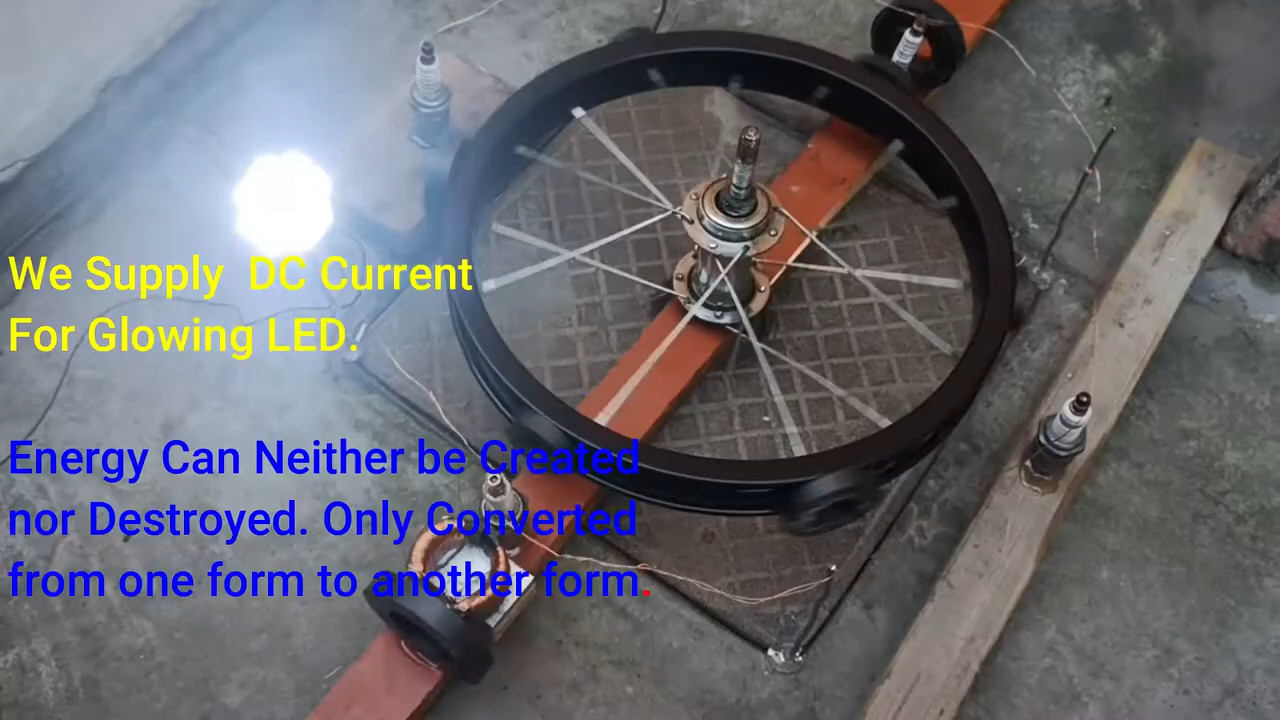 We Supply  DC Current
For Glowing LED.
Energy Can Neither be Created
nor Destroyed. Only Converted
from one form to another form.